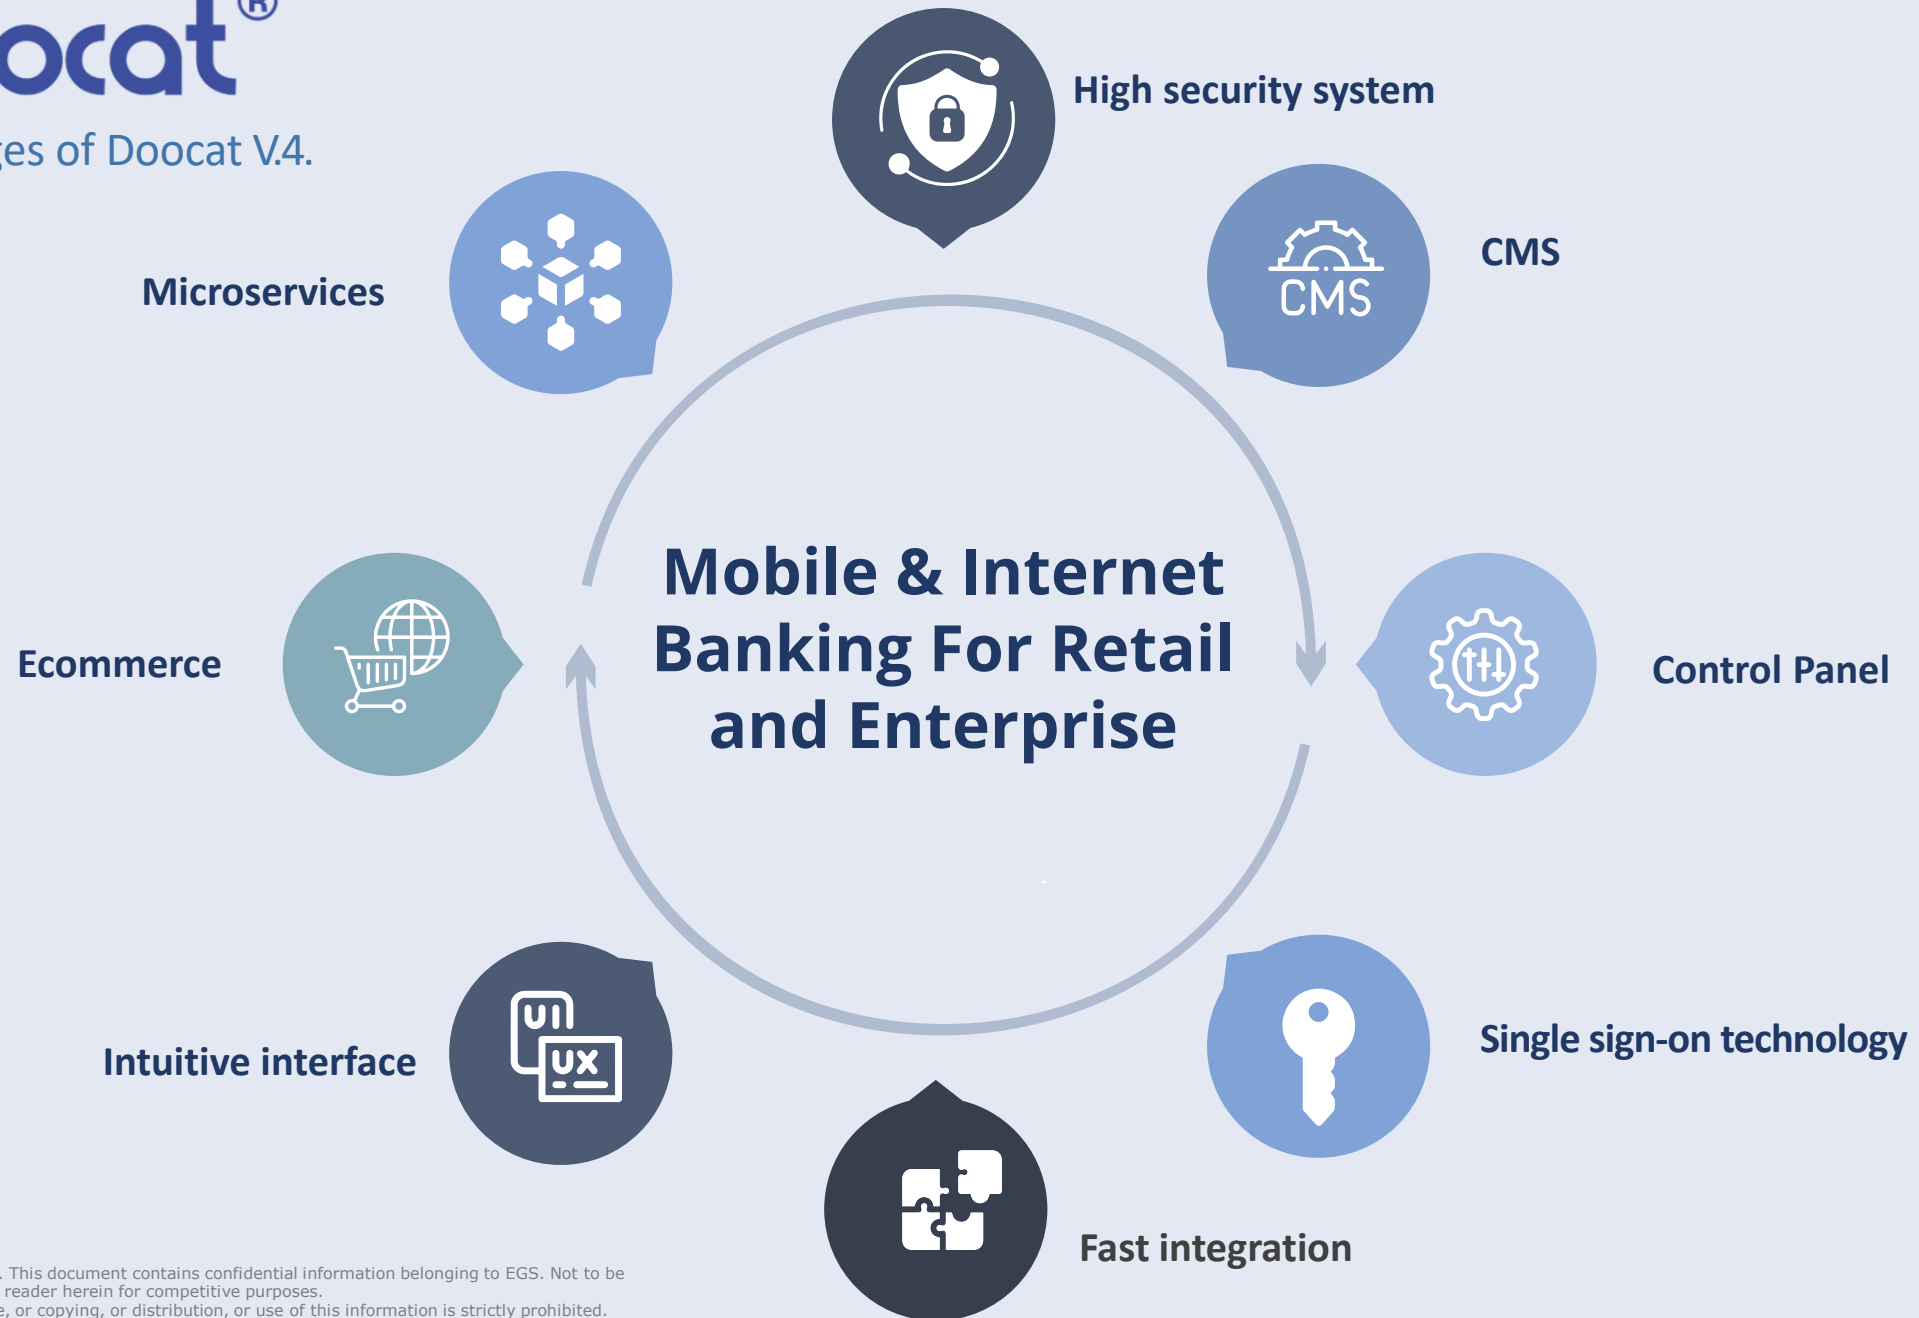 ocat®
ges of Doocat V.4.
High security system
CMS
CMS
Microservices
Mobile & Internet
Banking For Retail
and Enterprise
Ecommerce
Control Panel
UI
UX
Intuitive interface
Single sign-on technology
Fast integration
. This document contains confidential information belonging to EGS. Not to be
reader herein for competitive purposes.
e, or copying, or distribution, or use of this information is strictly prohibited.